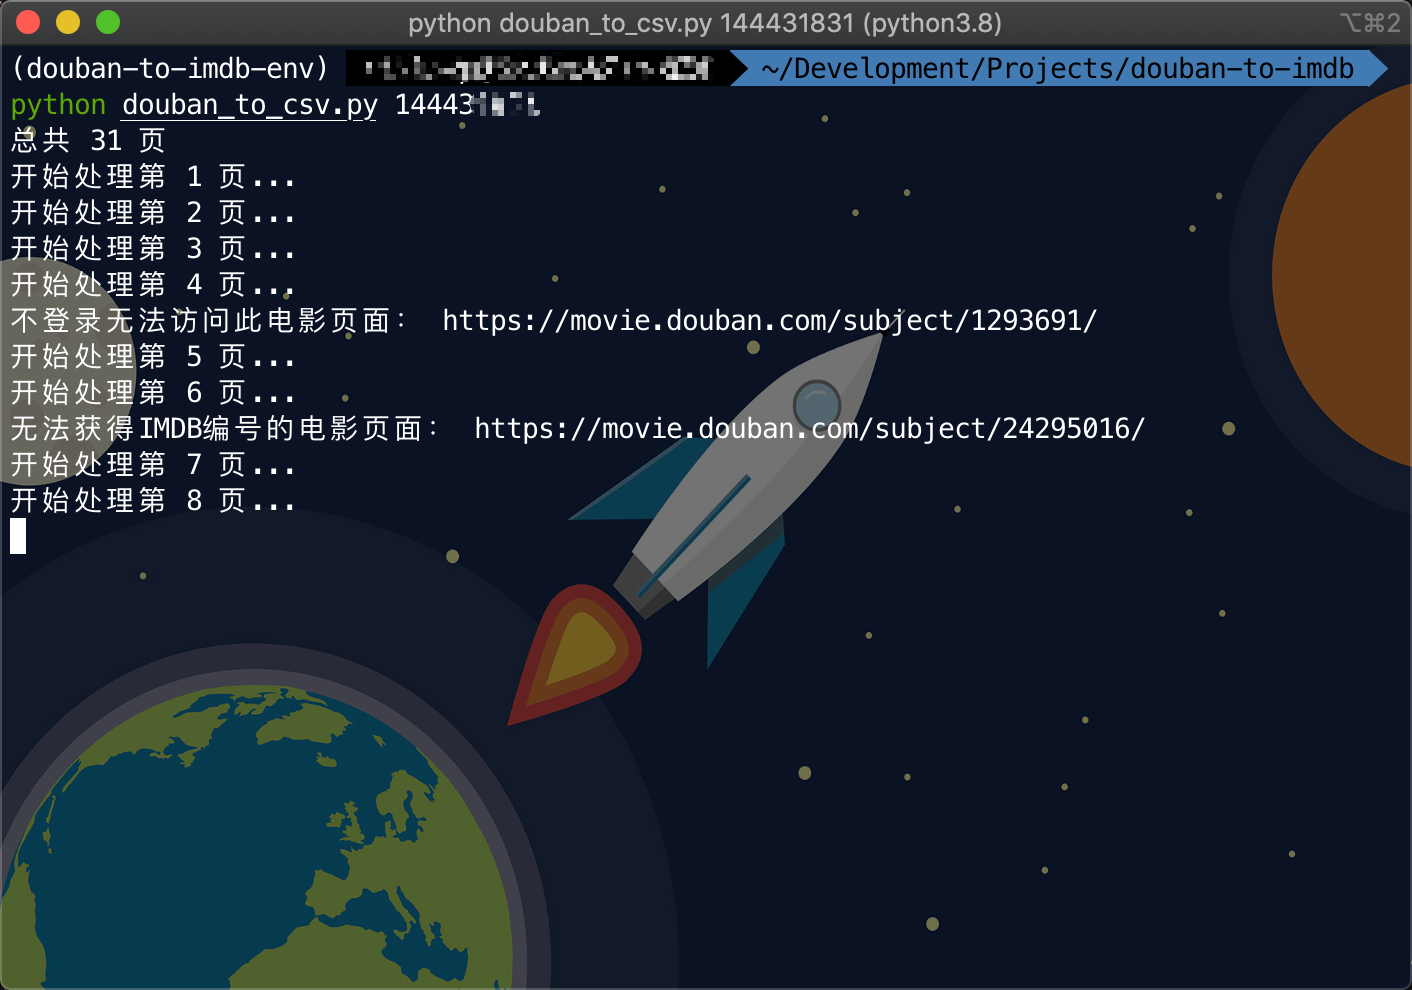 python douban_to_csv.py 144431831 (python3.8)
⌥⌘2
(douban-to-imdb-env) ~/Development/Projects/douban-to-imdb
python douban_to_csv.py 14443
总共 31 页
开始处理第 1 页...
开始处理第 2 页...
开始处理第 3 页...
开始处理第 4 页...
不登录无法访问此电影页面： https://movie.douban.com/subject/1293691/
开始处理第 5 页...
开始处理第 6 页...
无法获得IMDB编号的电影页面： https://movie.douban.com/subject/24295016/
开始处理第 7 页...
开始处理第 8 页...